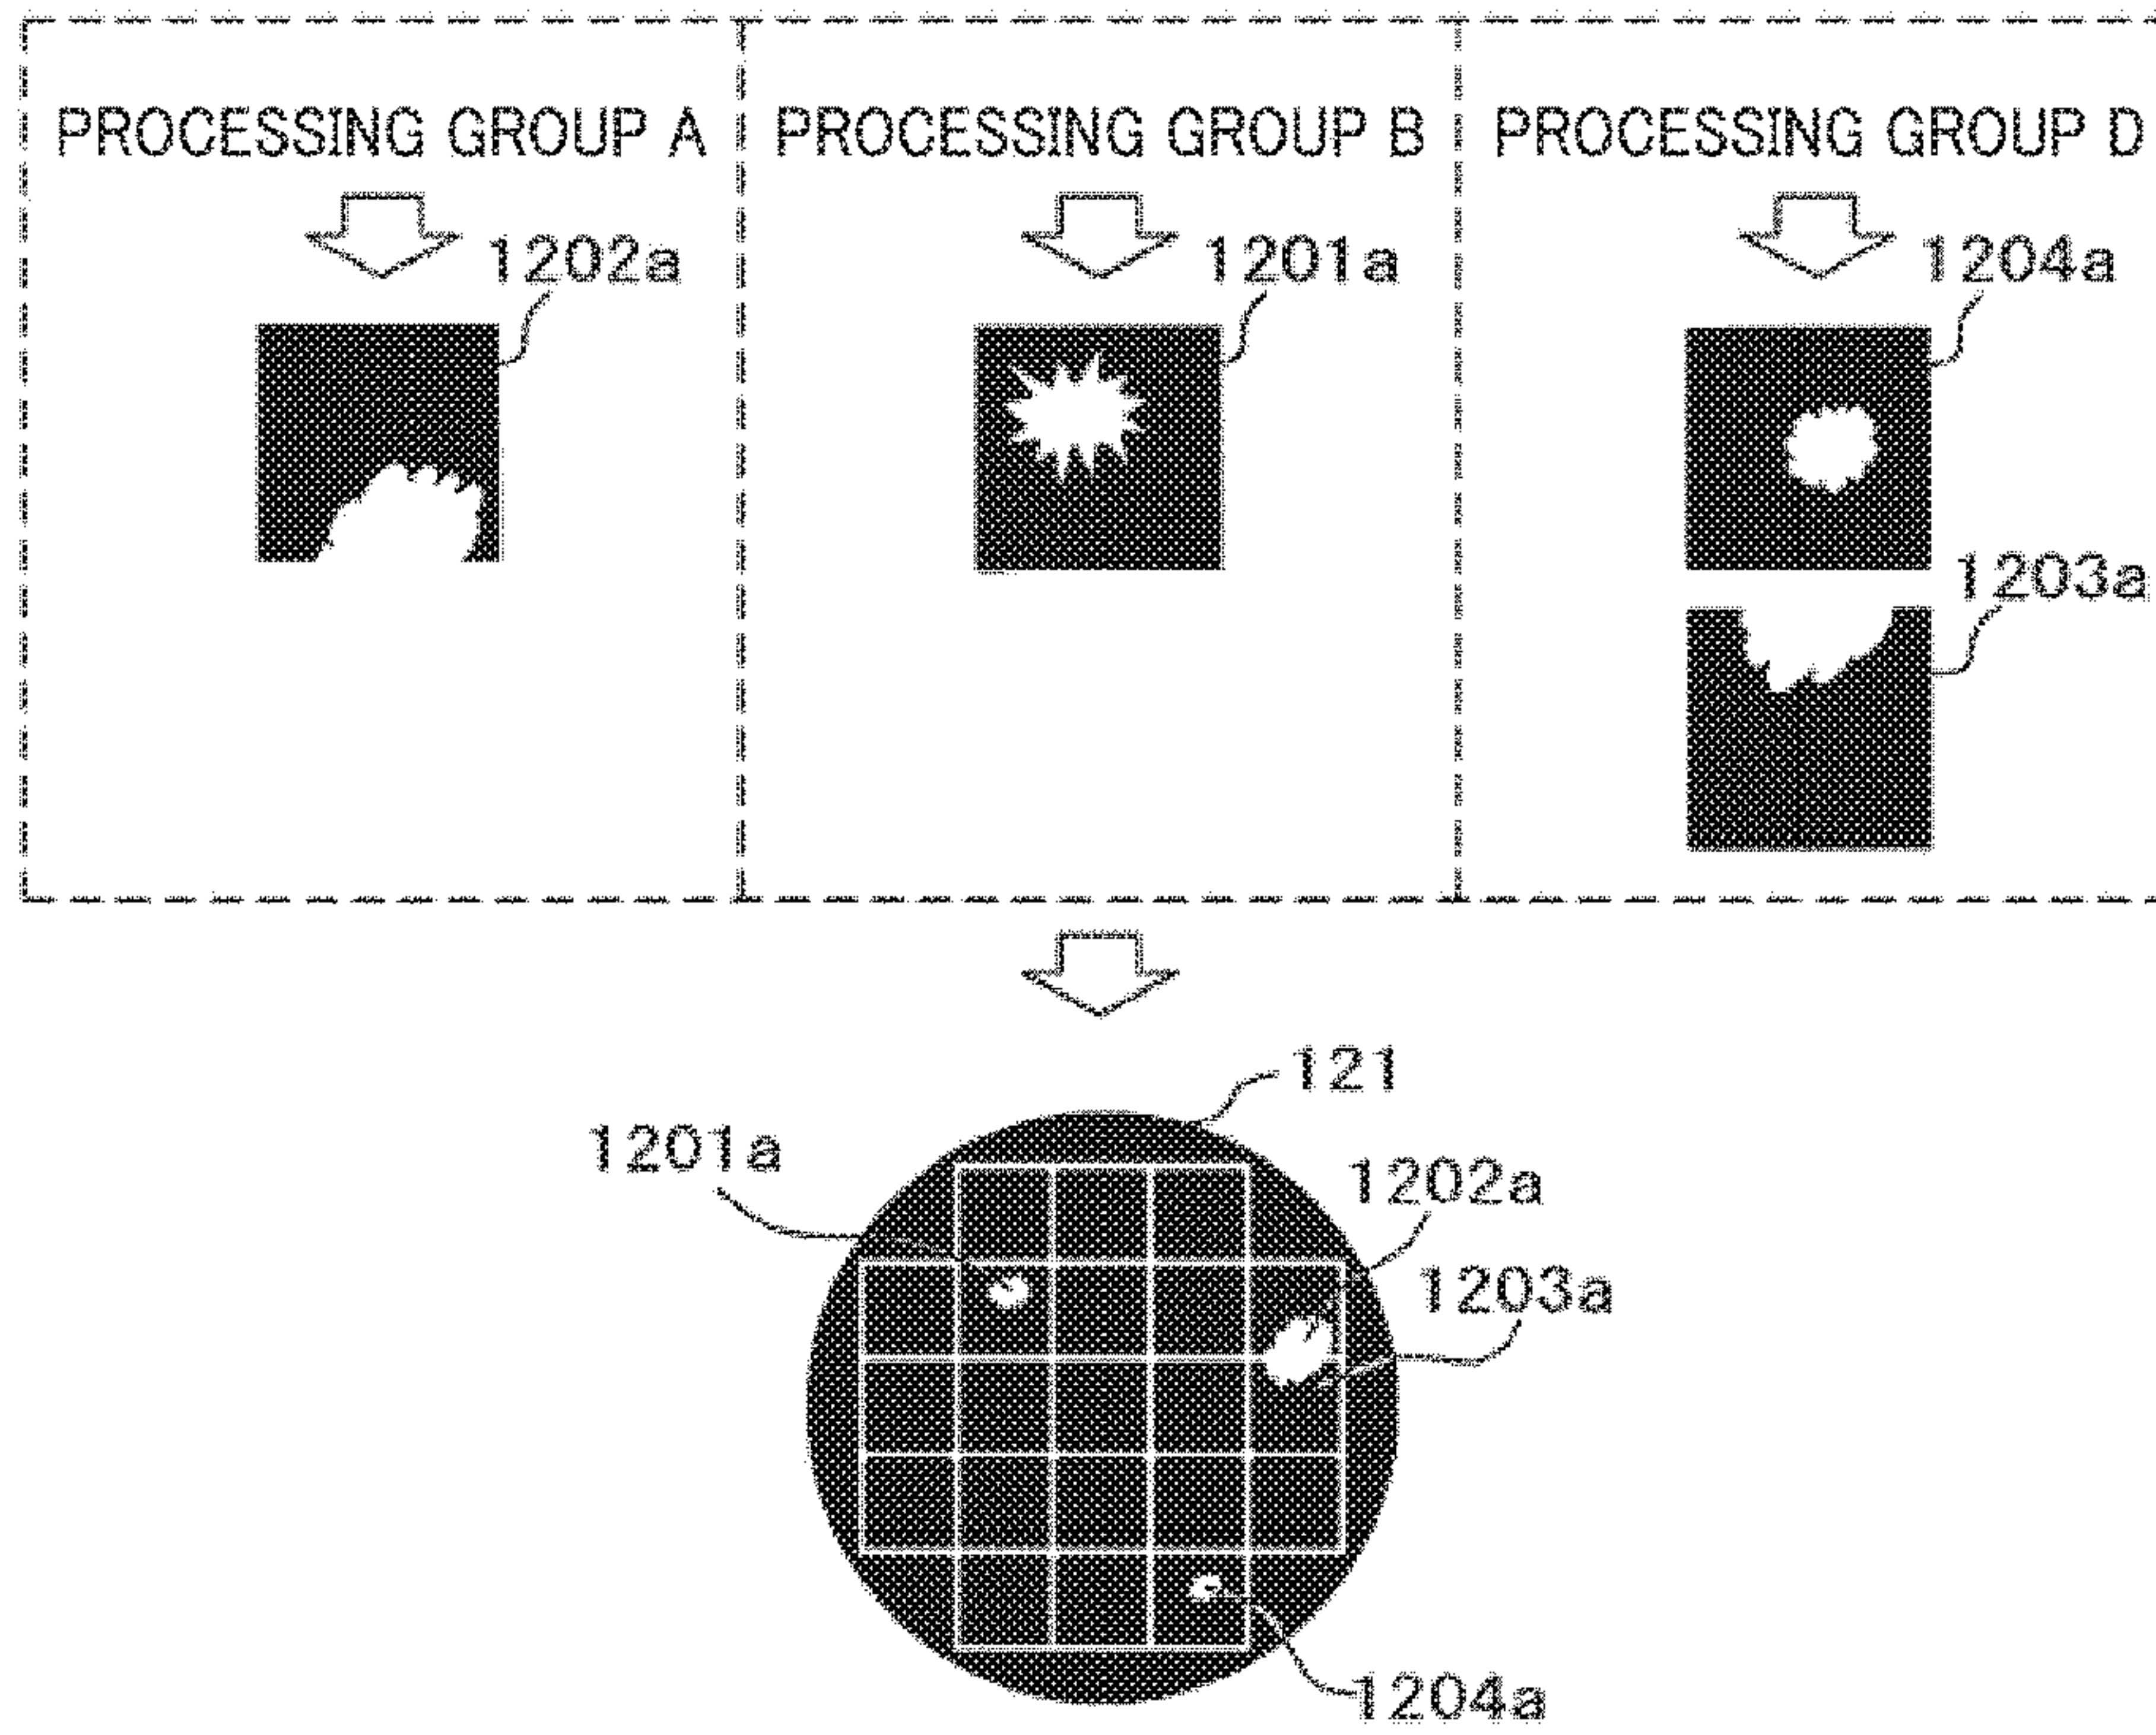 PROCESSING GROUP A
PROCESSING GROUP B
PROCESSING GROUP D
1202a
1201a
1204a
1203a
121
1201a
1202a
1203a
1204a